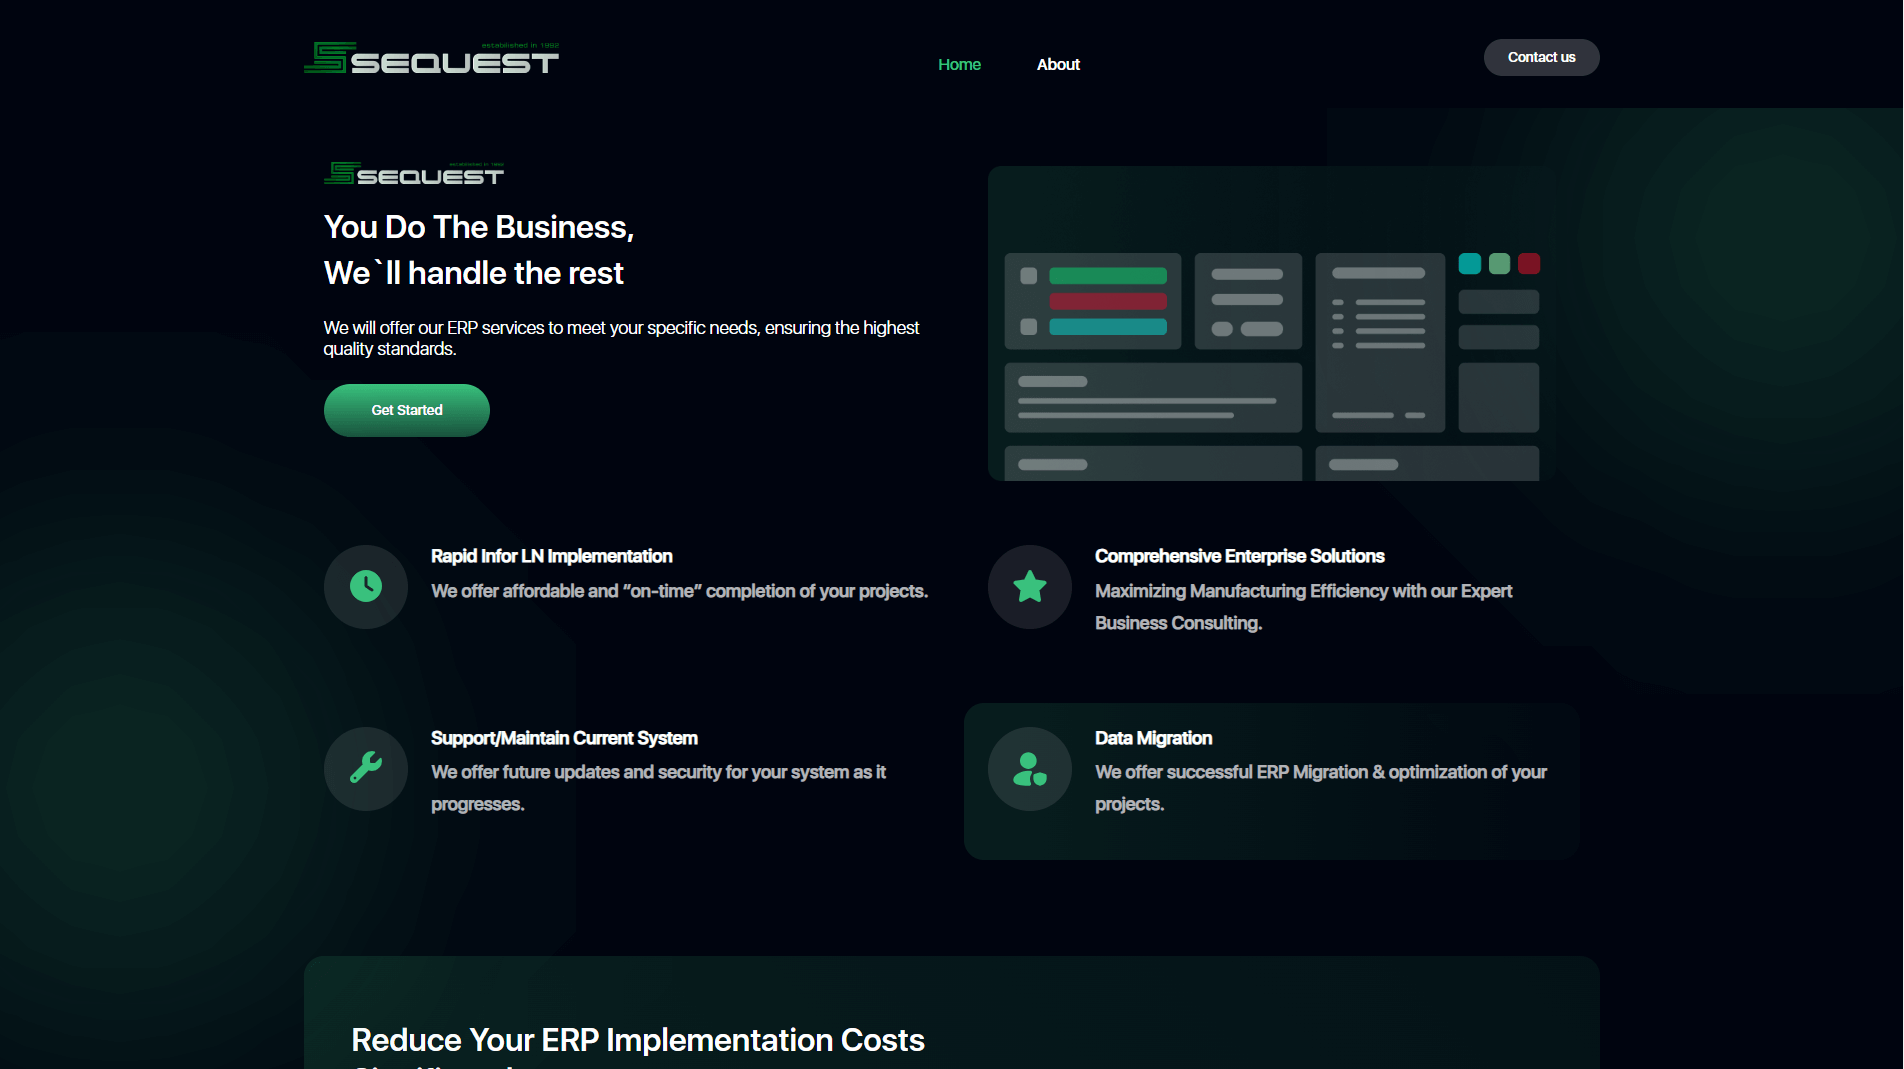 established in 1982
SEQUEST
Home
About
Contact us
established in 1982
SEQUEST
You Do The Business,
We`ll handle the rest
We will offer our ERP services to meet your specific needs, ensuring the highest
quality standards.
Get Started
Rapid Infor LN Implementation
We offer affordable and “on-time” completion of your projects.
Comprehensive Enterprise Solutions
Maximizing Manufacturing Efficiency with our Expert
Business Consulting.
Support/Maintain Current System
We offer future updates and security for your system as it
progresses.
Data Migration
We offer successful ERP Migration & optimization of your
projects.
Reduce Your ERP Implementation Costs